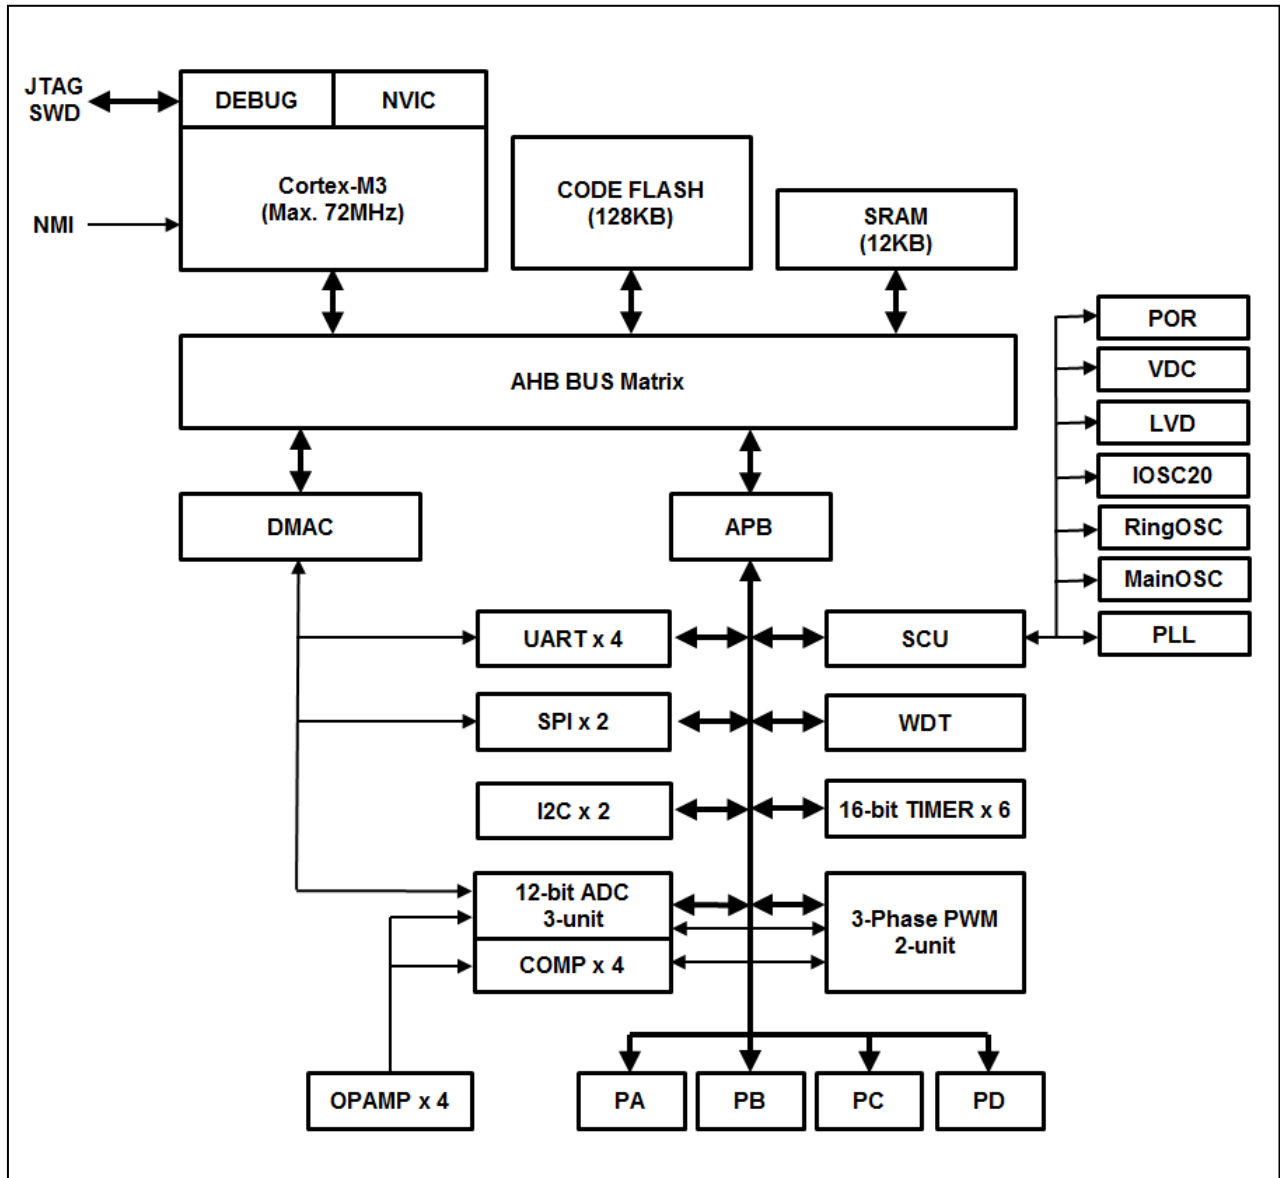 JTAG
SWD
DEBUG
NVIC
Cortex-M3
(Max. 72MHz)
NMI
CODE FLASH
(128KB)
SRAM
(12KB)
AHB BUS Matrix
POR
VDC
LVD
IOSC20
RingOSC
MainOSC
PLL
DMAC
APB
UART x 4
SCU
SPI x 2
WDT
I2C x 2
16-bit TIMER x 6
12-bit ADC
3-unit
COMP x 4
3-Phase PWM
2-unit
OPAMP x 4
PA
PB
PC
PD